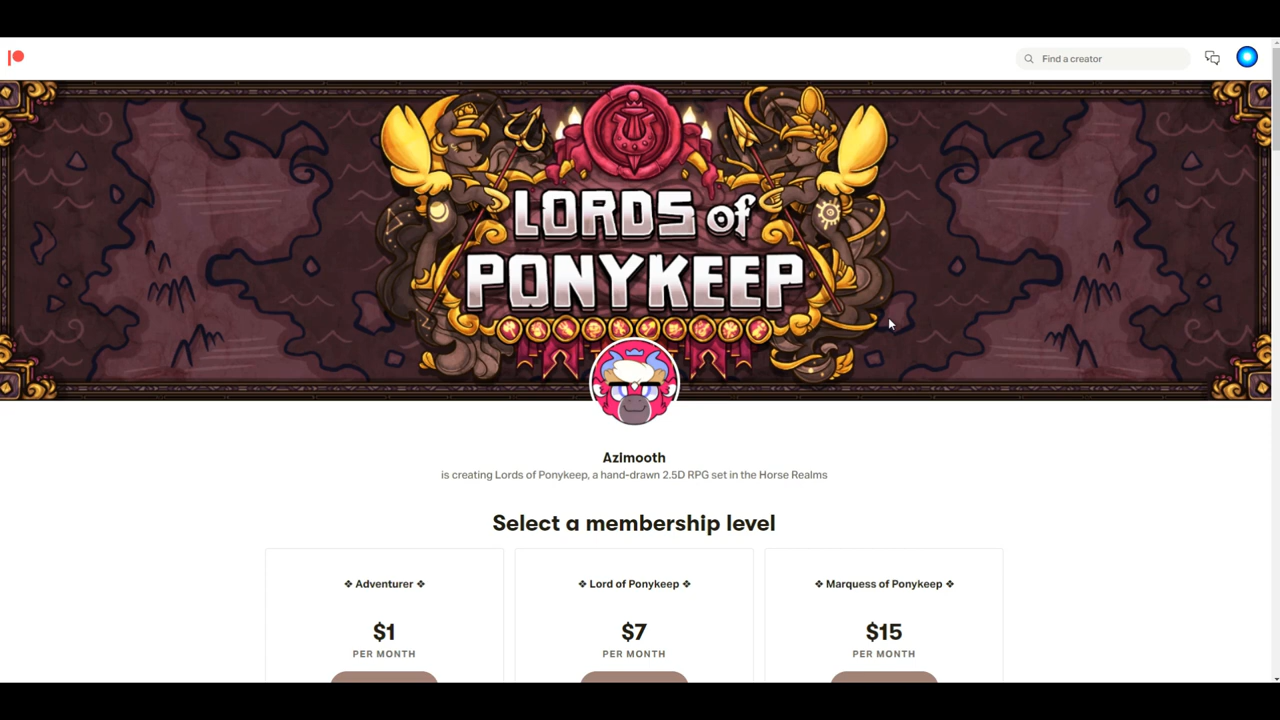 Find a creator
LORDS of
PONYKEEP
Azlmooth
is creating Lords of Ponykeep, a hand-drawn 2.5D RPG set in the Horse Realms
Select a membership level
❖ Adventurer ❖
$1
PER MONTH
❖ Lord of Ponykeep ❖
$7
PER MONTH
❖ Marquess of Ponykeep ❖
$15
PER MONTH